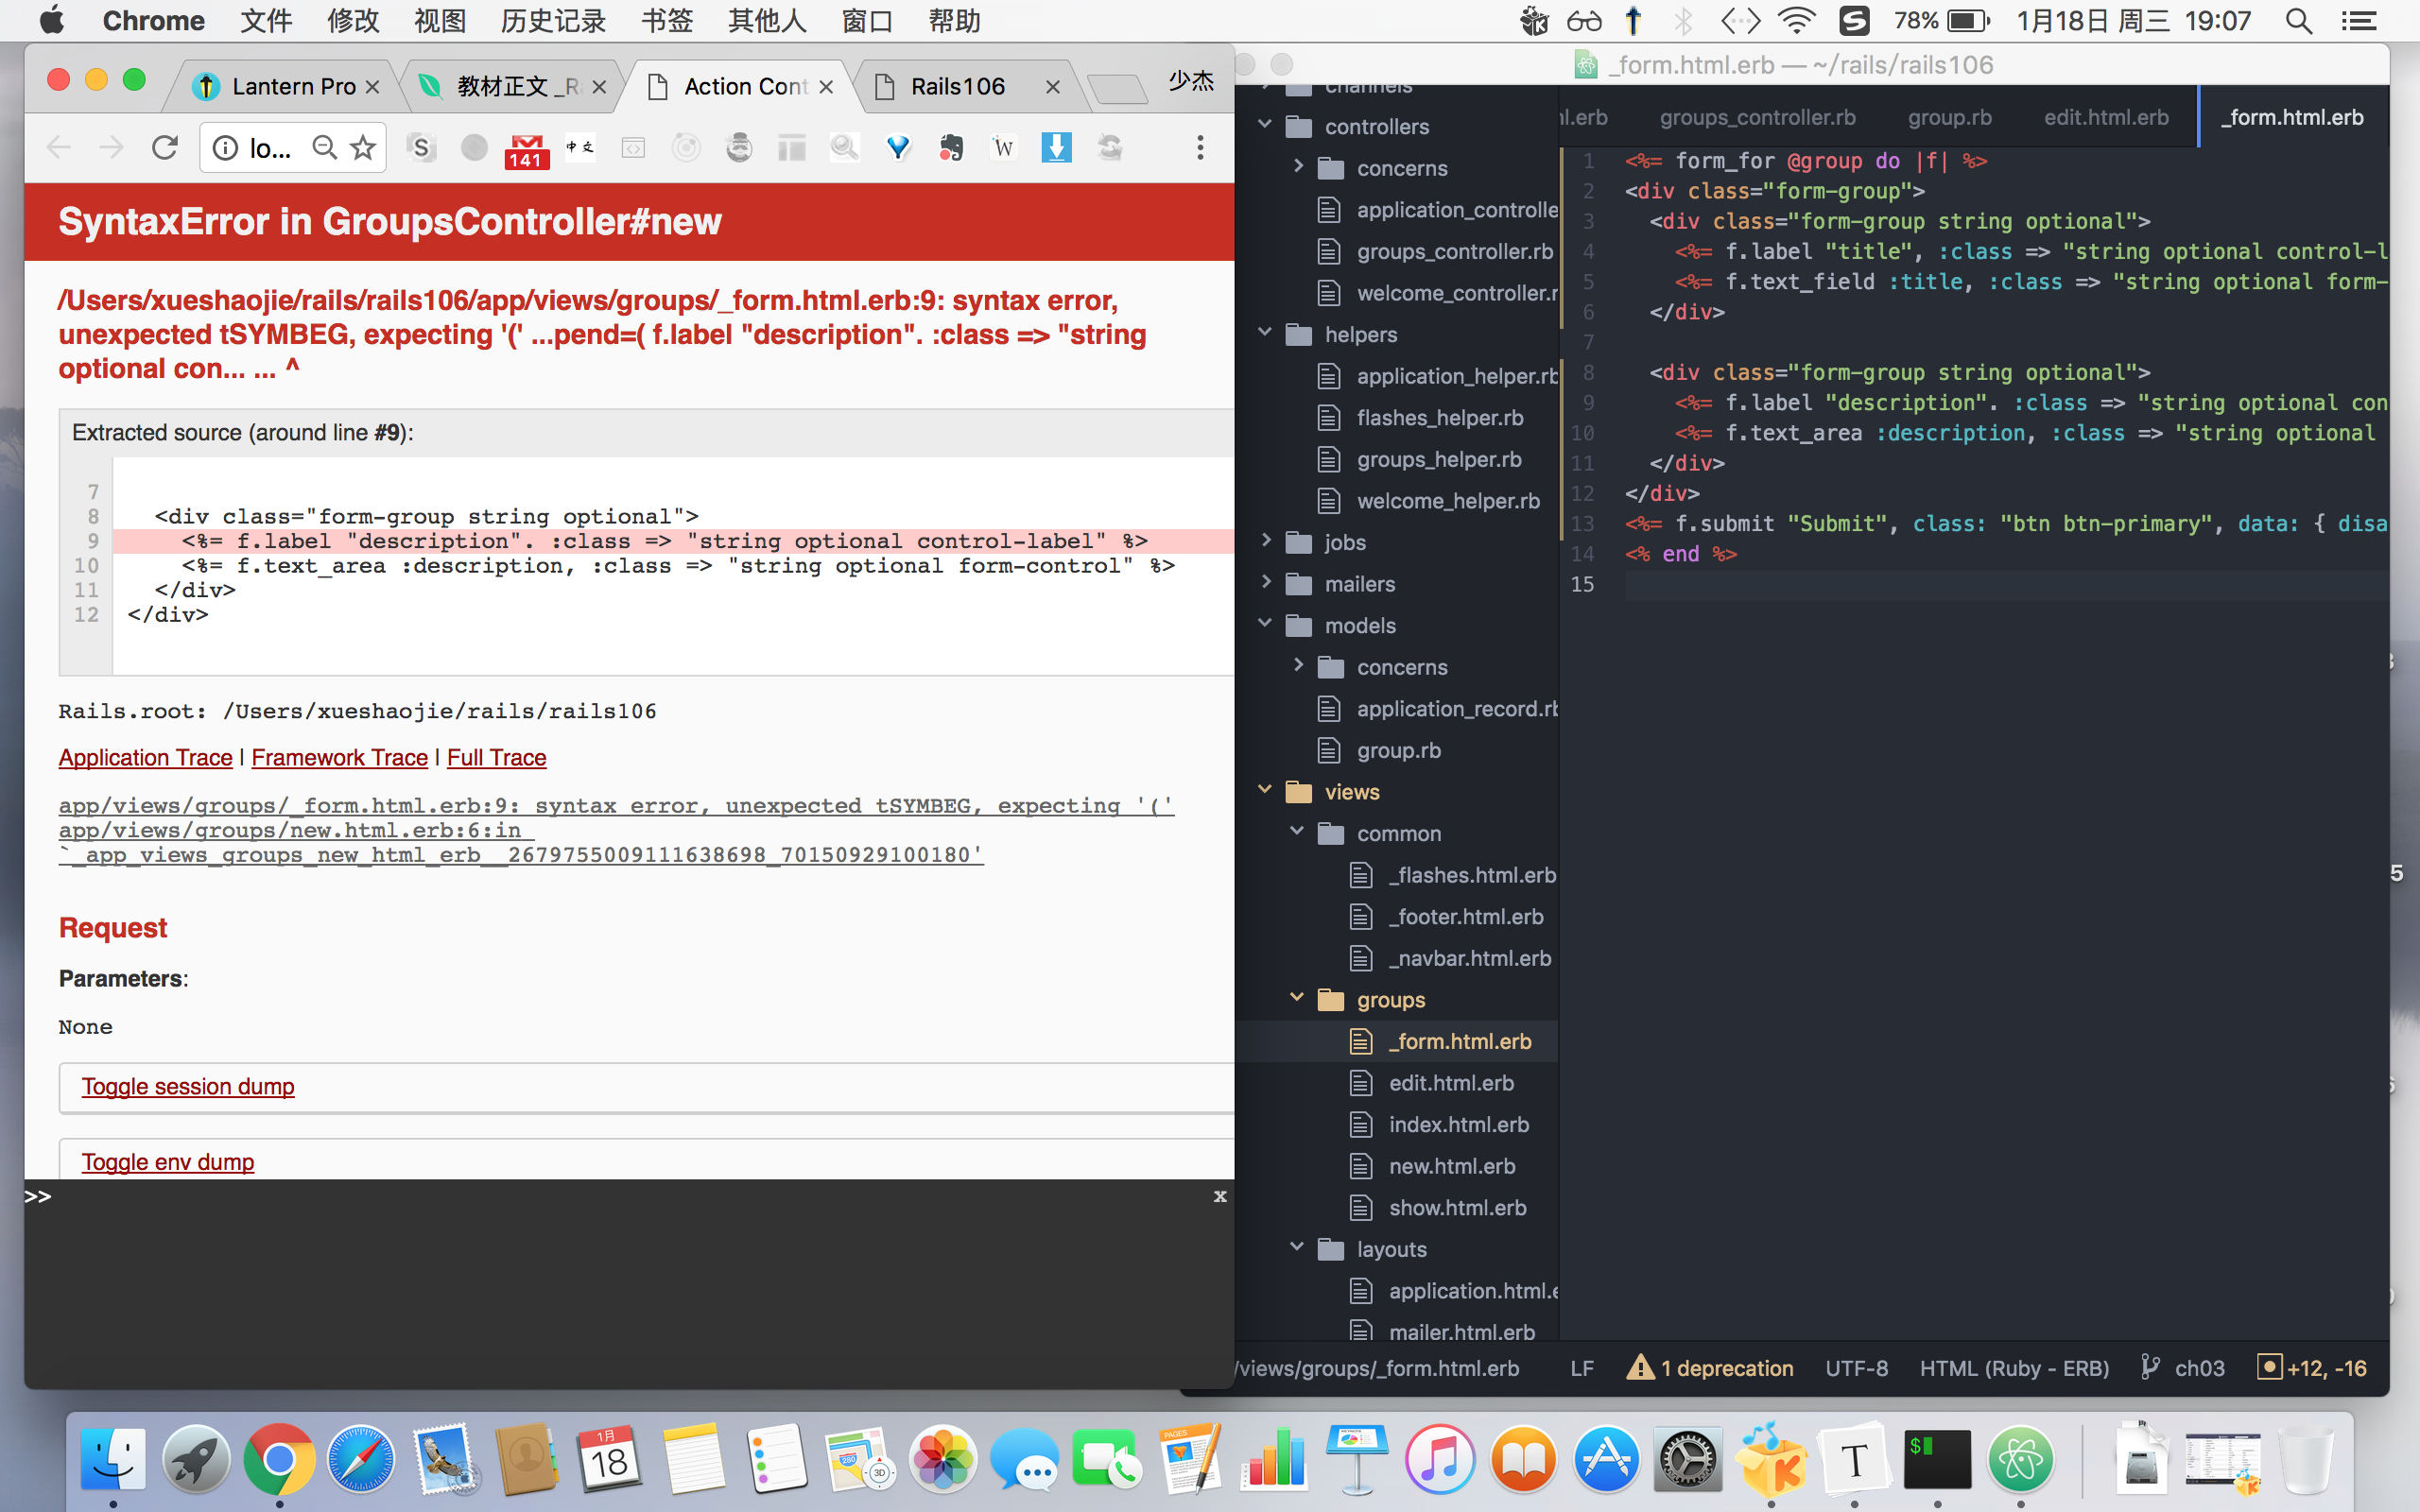 Chrome 文件 修改 视图 历史记录 书签 其他人 窗口 帮助
78% 1月18日 周三 19:07
Lantern Pro
教材正文 _R
Action Cont
Rails106
少杰
lo...
141
中文
W
SyntaxError in GroupsController#new
/Users/xueshaojie/rails/rails106/app/views/groups/_form.html.erb:9: syntax error,
unexpected tSYMBEG, expecting '(' ...pend=( f.label "description". :class => "string
optional con... ... ^
Extracted source (around line #9):
7
8 <div class="form-group string optional">
9 <%= f.label "description". :class => "string optional control-label" %>
10 <%= f.text_area :description, :class => "string optional form-control" %>
11 </div>
12 </div>
Rails.root: /Users/xueshaojie/rails/rails106
Application Trace | Framework Trace | Full Trace
app/views/groups/_form.html.erb:9: syntax error, unexpected tSYMBEG, expecting '('
app/views/groups/new.html.erb:6:in
`_app_views_groups_new_html_erb__2679755009111638698_70150929100180'
Request
Parameters:
None
Toggle session dump
Toggle env dump
>>
x
_form.html.erb — ~/rails/rails106
channels
controllers
concerns
application_controlle
groups_controller.rb
welcome_controller.r
helpers
application_helper.rb
flashes_helper.rb
groups_helper.rb
welcome_helper.rb
jobs
mailers
models
concerns
application_record.rb
group.rb
views
common
_flashes.html.erb
_footer.html.erb
_navbar.html.erb
groups
_form.html.erb
edit.html.erb
index.html.erb
new.html.erb
show.html.erb
layouts
application.html.e
mailer.html.erb
l.erb groups_controller.rb group.rb edit.html.erb _form.html.erb
1 <%= form_for @group do |f| %>
2 <div class="form-group">
3 <div class="form-group string optional">
4 <%= f.label "title", :class => "string optional control-l
5 <%= f.text_field :title, :class => "string optional form-
6 </div>
7
8 <div class="form-group string optional">
9 <%= f.label "description". :class => "string optional con
10 <%= f.text_area :description, :class => "string optional
11 </div>
12 </div>
13 <%= f.submit "Submit", class: "btn btn-primary", data: { disa
14 <% end %>
15
/views/groups/_form.html.erb LF 1 deprecation UTF-8 HTML (Ruby - ERB) ch03 +12, -16
5
1月
18
PAGES
280
3D
T
$
K